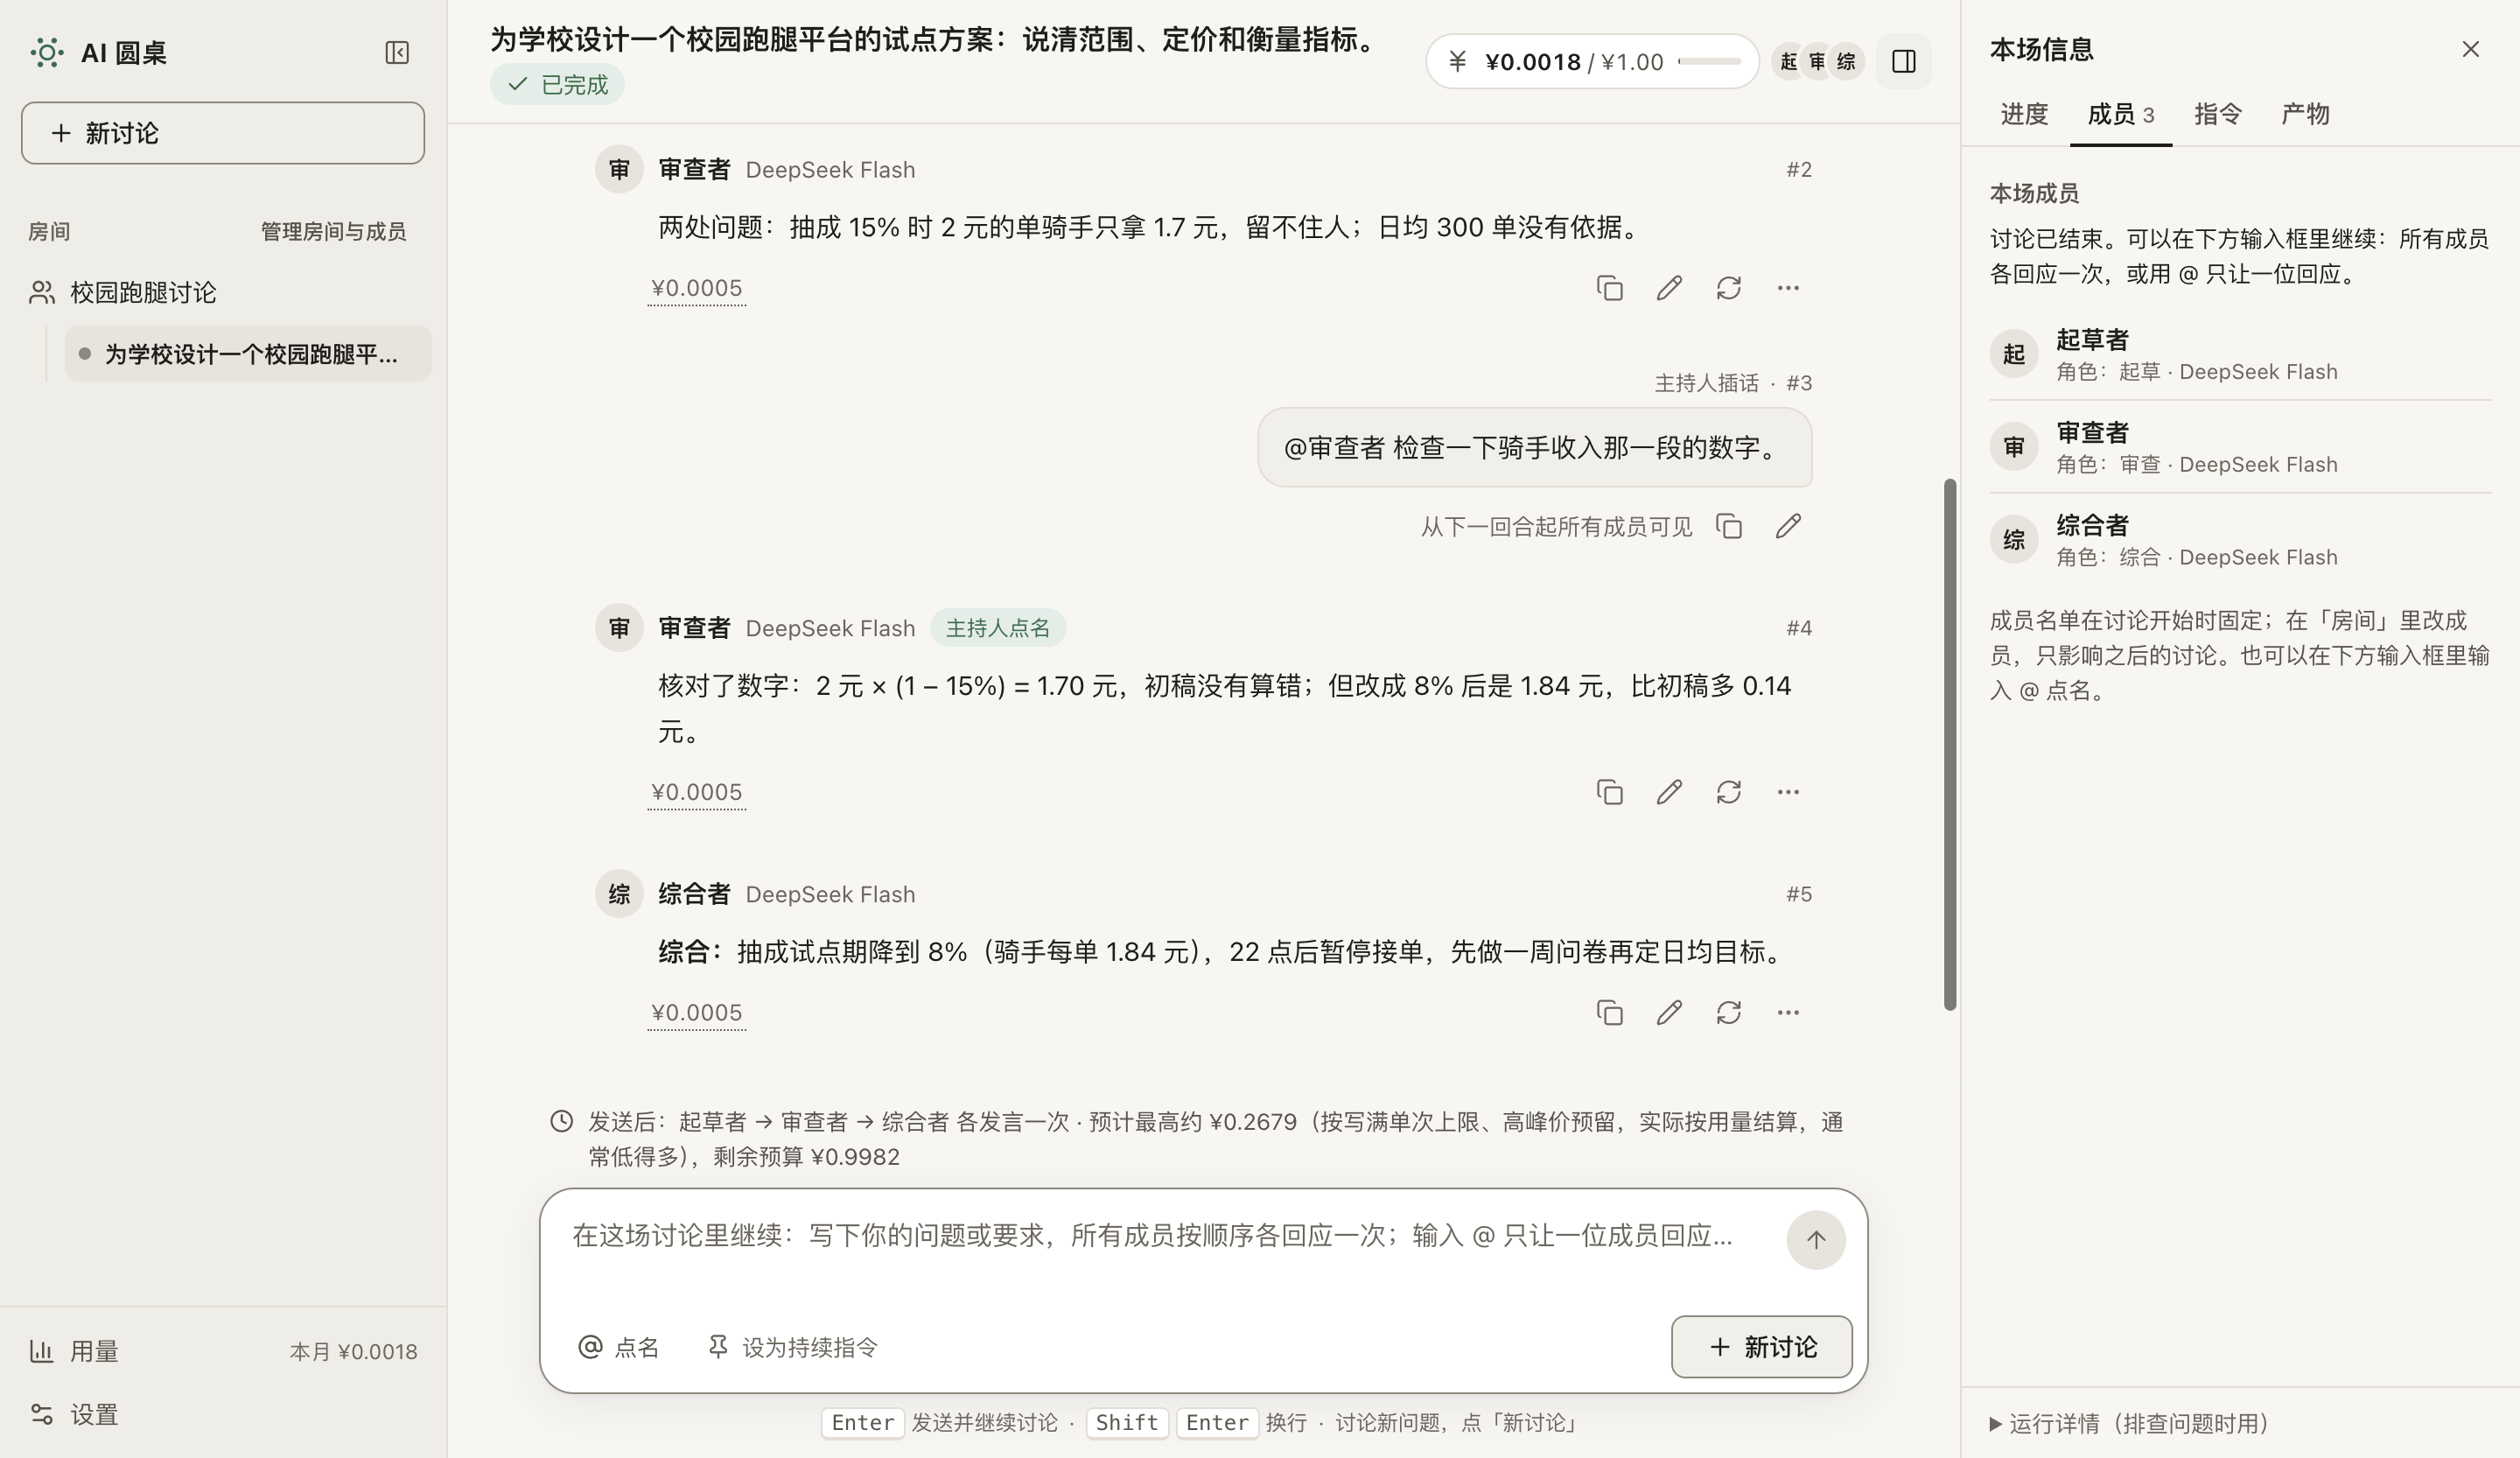 AI 圆桌
+ 新讨论
房间 管理房间与成员
校园跑腿讨论
为学校设计一个校园跑腿平...
用量 本月 ¥0.0018
设置
为学校设计一个校园跑腿平台的试点方案：说清范围、定价和衡量指标。
已完成
¥0.0018 / ¥1.00
起 审 综
审 审查者 DeepSeek Flash #2
两处问题：抽成 15% 时 2 元的单骑手只拿 1.7 元，留不住人；日均 300 单没有依据。
¥0.0005
主持人插话 · #3
@审查者 检查一下骑手收入那一段的数字。
从下一回合起所有成员可见
审 审查者 DeepSeek Flash 主持人点名 #4
核对了数字：2 元 × (1 − 15%) = 1.70 元，初稿没有算错；但改成 8% 后是 1.84 元，比初稿多 0.14
元。
¥0.0005
综 综合者 DeepSeek Flash #5
综合：抽成试点期降到 8%（骑手每单 1.84 元），22 点后暂停接单，先做一周问卷再定日均目标。
¥0.0005
发送后：起草者 → 审查者 → 综合者 各发言一次 · 预计最高约 ¥0.2679（按写满单次上限、高峰价预留，实际按用量结算，通
常低得多），剩余预算 ¥0.9982
在这场讨论里继续：写下你的问题或要求，所有成员按顺序各回应一次；输入 @ 只让一位成员回应...
@ 点名 设为持续指令 + 新讨论
Enter 发送并继续讨论 · Shift Enter 换行 · 讨论新问题，点「新讨论」
本场信息
进度 成员 3 指令 产物
本场成员
讨论已结束。可以在下方输入框里继续：所有成员
各回应一次，或用 @ 只让一位回应。
起 起草者
角色：起草 · DeepSeek Flash
审 审查者
角色：审查 · DeepSeek Flash
综 综合者
角色：综合 · DeepSeek Flash
成员名单在讨论开始时固定；在「房间」里改成
员，只影响之后的讨论。也可以在下方输入框里输
入 @ 点名。
▶ 运行详情（排查问题时用）